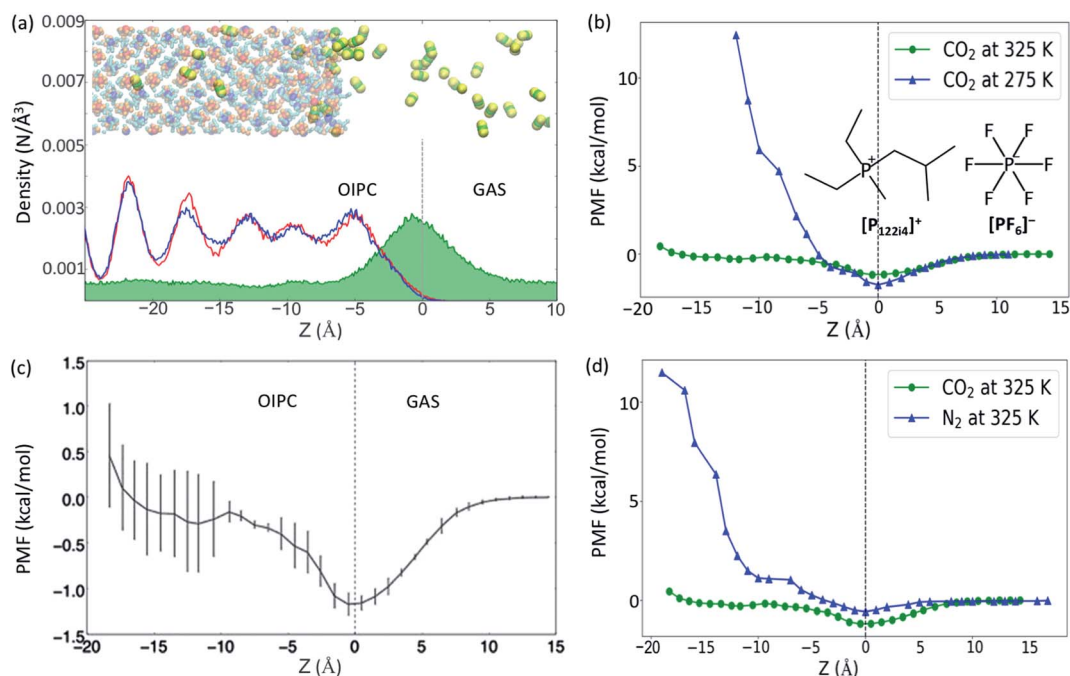 (a)
0.009
0.007
0.005
0.003
0.001
Density (N/Å³)
OIPC
GAS
−20
−15
−10
−5
0
5
10
Z (Å)
(b)
10
5
0
PMF (kcal/mol)
CO₂ at 325 K
CO₂ at 275 K
P⁺
F
F
F
P⁻
F
F
F
[P₁₂₂ᵢ₄]⁺
[PF₆]⁻
−20
−15
−10
−5
0
5
10
15
Z (Å)
(c)
1.5
1.0
0.5
0.0
−0.5
−1.0
−1.5
PMF (kcal/mol)
OIPC
GAS
−20
−15
−10
−5
0
5
10
15
Z (Å)
(d)
10
5
0
PMF (kcal/mol)
CO₂ at 325 K
N₂ at 325 K
−20
−15
−10
−5
0
5
10
15
Z (Å)